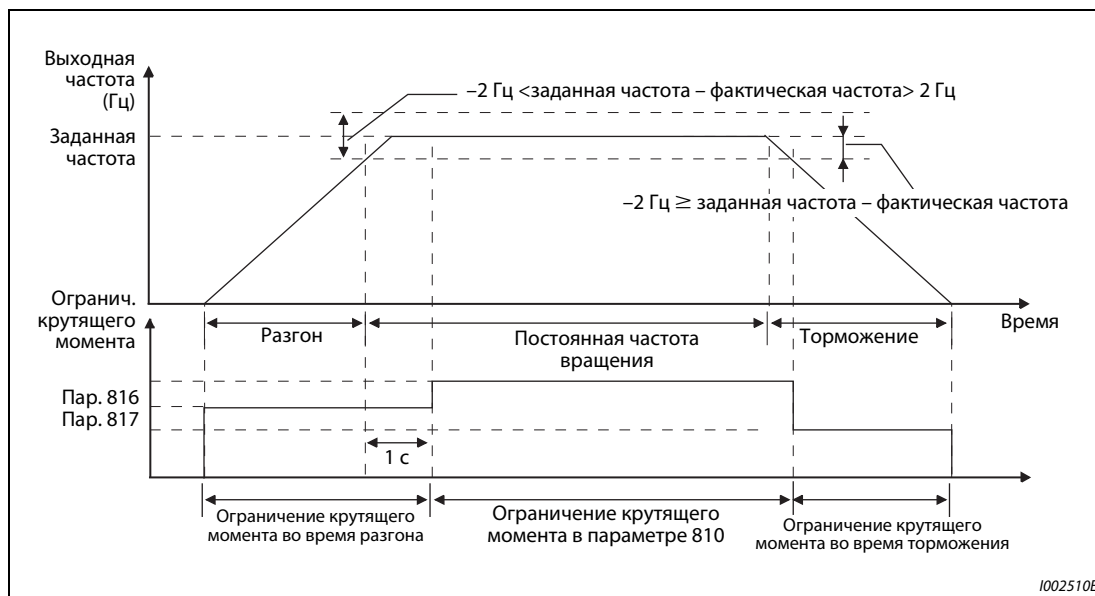 Выходная
частота
(Гц)
–2 Гц <заданная частота – фактическая частота> 2 Гц
Заданная
частота
–2 Гц ≥ заданная частота – фактическая частота
Огранич.
крутящего
момента
Время
Разгон
Постоянная частота
вращения
Торможение
Пар. 816
Пар. 817
1 с
Ограничение крутящего
момента во время разгона
Ограничение крутящего
момента в параметре 810
Ограничение крутящего
момента во время торможения
I002510E